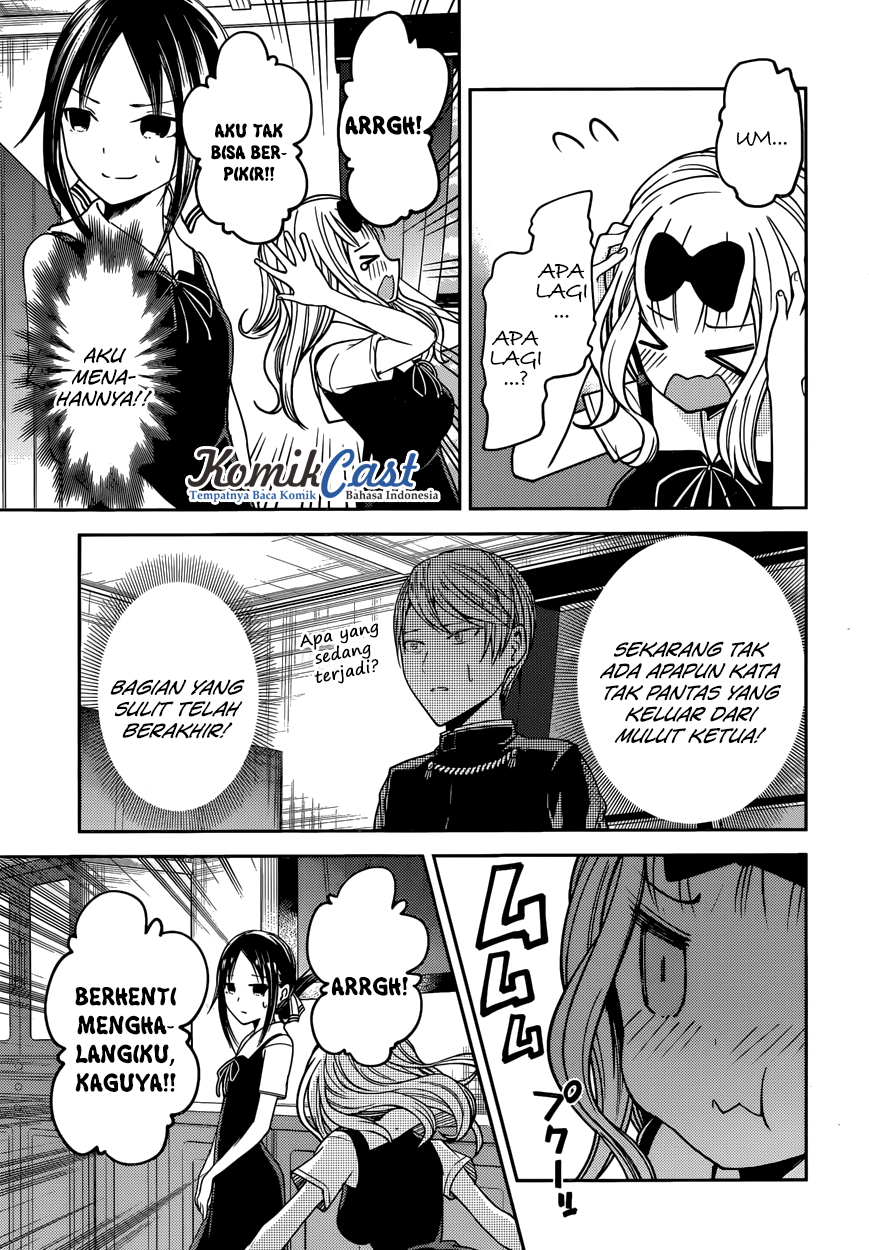 UM...
APA
LAGI
...
APA
LAGI
...?
ARRGH!
AKU TAK
BISA BER-
PIKIR!!
AKU
MENA-
HANNYA!!
KomikCast
Tempatnya Baca Komik Bahasa Indonesia
SEKARANG TAK
ADA APAPUN KATA
TAK PANTAS YANG
KELUAR DARI
MULUT KETUA!
Apa yang
sedang
terjadi?
BAGIAN YANG
SULIT TELAH
BERAKHIR!
ムムム
プクーッ
ARRGH!
BERHENTI
MENGHA-
LANGIKU,
KAGUYA!!